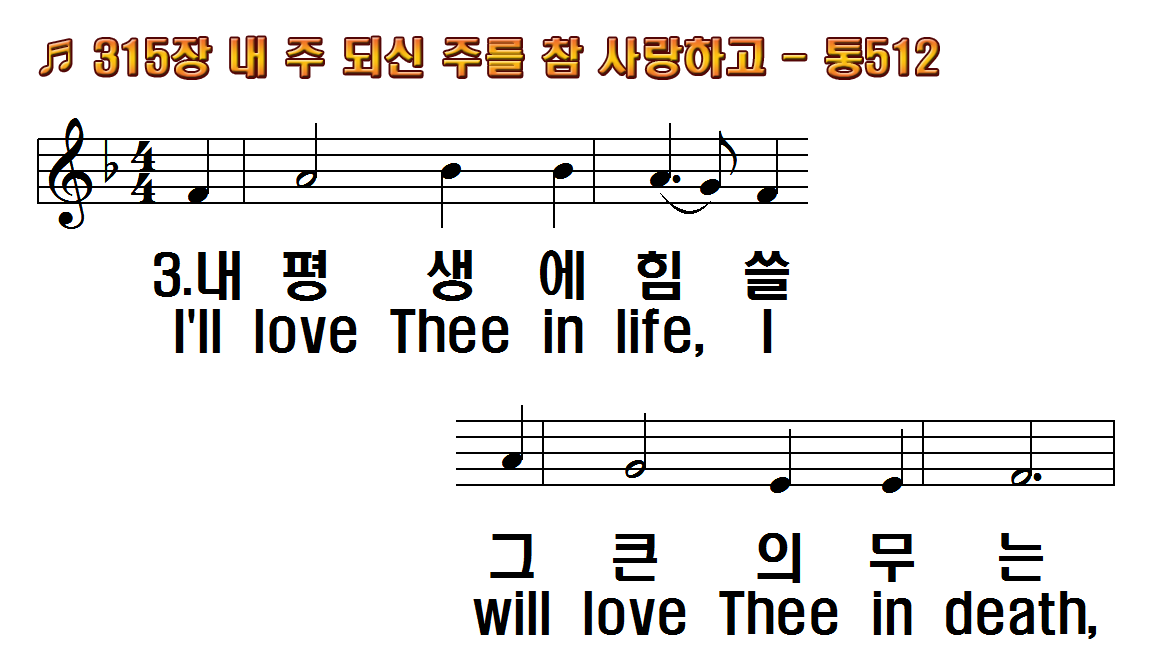 ♬ 315장 내 주 되신 주를 참 사랑하고 - 통512
4/4
3.내 평 생 에 힘 쓸
I'll love Thee in life, I
그 큰 의 무 는
will love Thee in death,